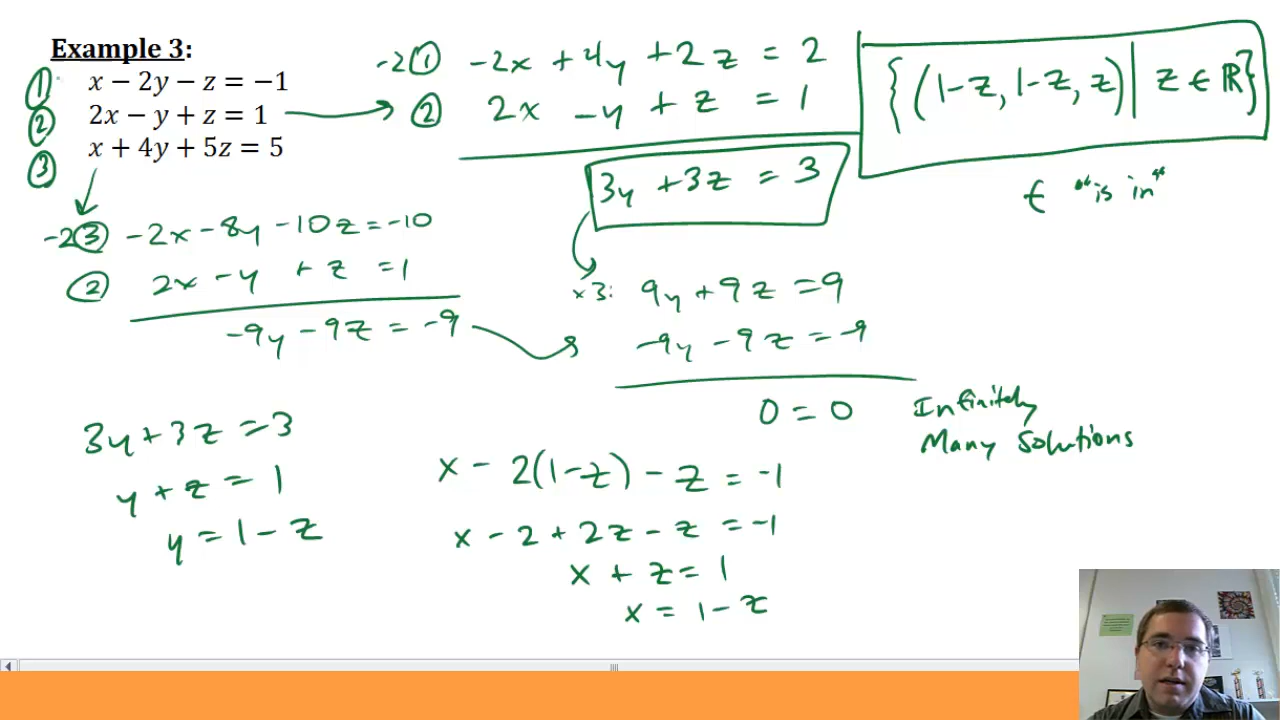 Example 3:
① x − 2y − z = −1
② 2x − y + z = 1
③ x + 4y + 5z = 5
-2① -2x + 4y + 2z = 2
② 2x - y + z = 1
3y + 3z = 3
{(1-z, 1-z, z) | z ∈ ℝ}
∈ "is in"
-2③ -2x - 8y - 10z = -10
② 2x - y + z = 1
-9y - 9z = -9
×3: 9y + 9z = 9
-9y - 9z = -9
0 = 0
Infinitely
Many Solutions
3y + 3z = 3
y + z = 1
y = 1 - z
x - 2(1-z) - z = -1
x - 2 + 2z - z = -1
x + z = 1
x = 1 - z